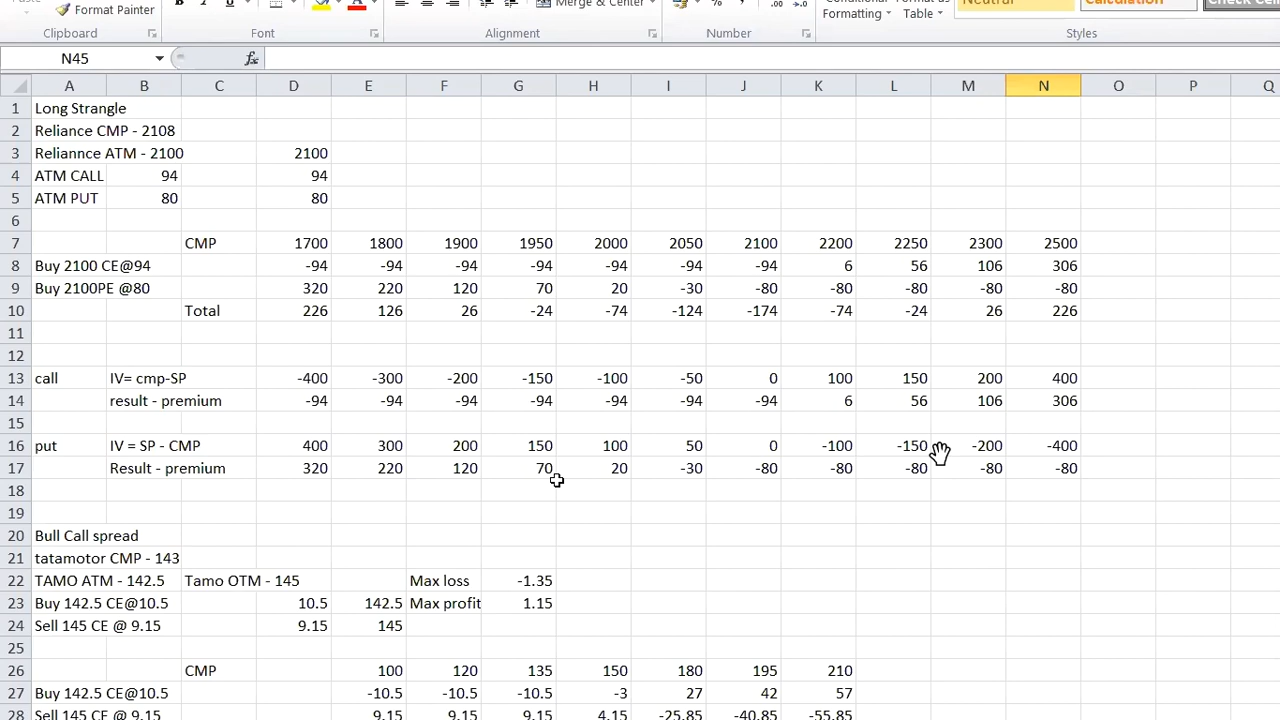 Paste Format Painter B I U A Merge & Center % .00 .0 Conditional Format as Neutral Calculation Check Cell
Formatting Table
Clipboard Font Alignment Number Styles
N45 fx
A B C D E F G H I J K L M N O P Q
1 Long Strangle
2 Reliance CMP - 2108
3 Reliannce ATM - 2100 2100
4 ATM CALL 94 94
5 ATM PUT 80 80
6
7 CMP 1700 1800 1900 1950 2000 2050 2100 2200 2250 2300 2500
8 Buy 2100 CE@94 -94 -94 -94 -94 -94 -94 -94 6 56 106 306
9 Buy 2100PE @80 320 220 120 70 20 -30 -80 -80 -80 -80 -80
10 Total 226 126 26 -24 -74 -124 -174 -74 -24 26 226
11
12
13 call IV= cmp-SP -400 -300 -200 -150 -100 -50 0 100 150 200 400
14 result - premium -94 -94 -94 -94 -94 -94 -94 6 56 106 306
15
16 put IV = SP - CMP 400 300 200 150 100 50 0 -100 -150 -200 -400
17 Result - premium 320 220 120 70 20 -30 -80 -80 -80 -80 -80
18
19
20 Bull Call spread
21 tatamotor CMP - 143
22 TAMO ATM - 142.5 Tamo OTM - 145 Max loss -1.35
23 Buy 142.5 CE@10.5 10.5 142.5 Max profit 1.15
24 Sell 145 CE @ 9.15 9.15 145
25
26 CMP 100 120 135 150 180 195 210
27 Buy 142.5 CE@10.5 -10.5 -10.5 -10.5 -3 27 42 57
28 Sell 145 CE @ 9.15 9.15 9.15 9.15 4.15 -25.85 -40.85 -55.85